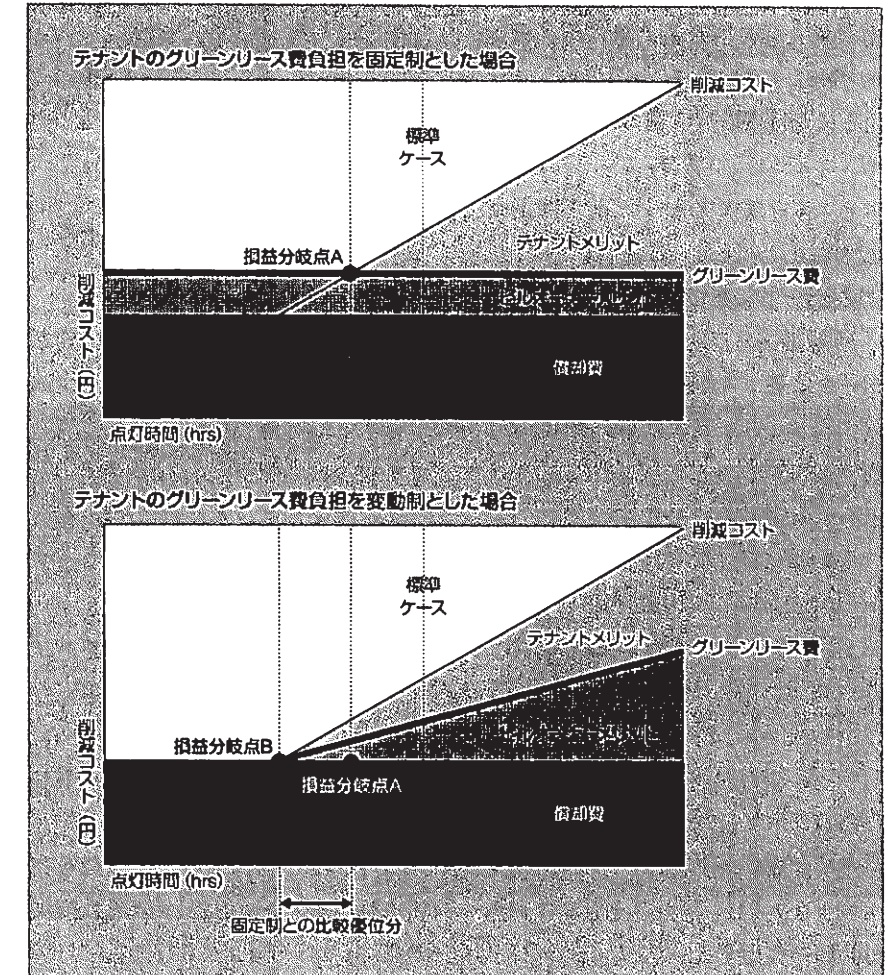 テナントのグリーンリース費負担を固定制とした場合
削減コスト
標準
ケース
テナントメリット
損益分岐点A
グリーンリース費
削減コスト(円)
償却費
点灯時間 (hrs)
テナントのグリーンリース費負担を変動制とした場合
削減コスト
標準
ケース
テナントメリット
グリーンリース費
損益分岐点B
削減コスト(円)
損益分岐点A
償却費
点灯時間 (hrs)
固定制との比較優位分